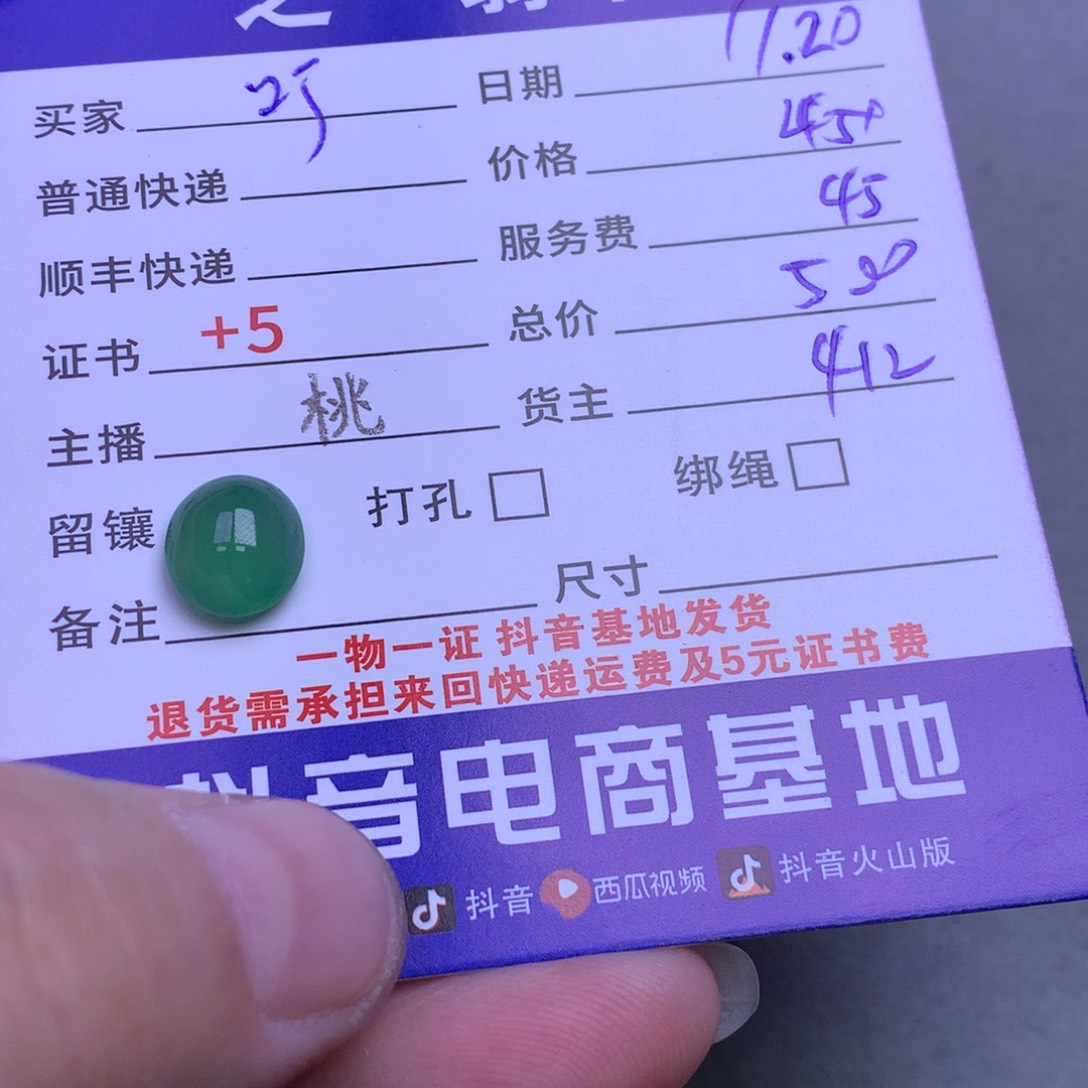 买家 日期 11.20
普通快递 价格 450
顺丰快递 服务费 45
证书 +5 总价 500
主播 桃 货主 412
留镶 打孔 绑绳
备注 尺寸
一物一证 抖音基地发货
退货需承担来回快递运费及5元证书费
抖音电商基地
抖音 西瓜视频 抖音火山版